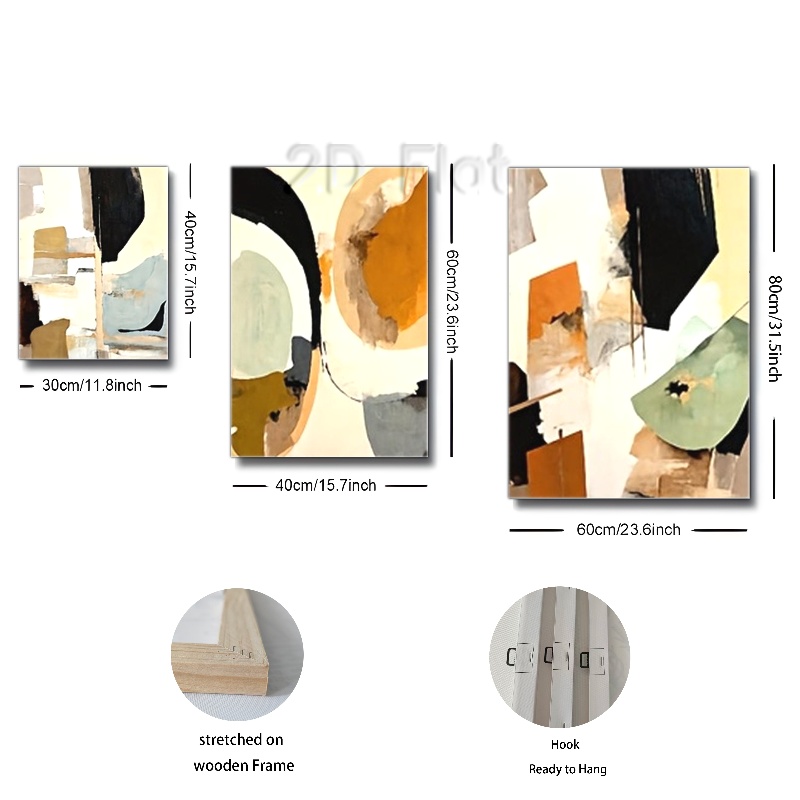 2D Flat
40cm/15.7inch
60cm/23.6inch
80cm/31.5inch
30cm/11.8inch
40cm/15.7inch
60cm/23.6inch
stretched on
wooden Frame
Hook
Ready to Hang